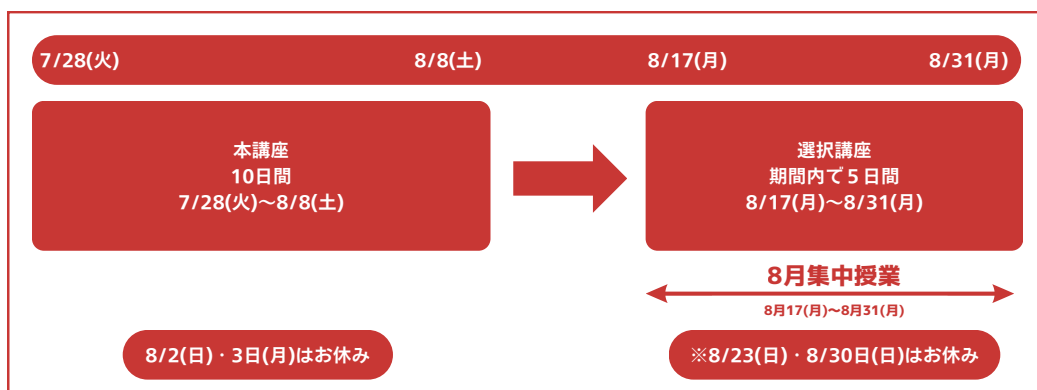 7/28(火) 8/8(土) 8/17(月) 8/31(月)
本講座
10日間
7/28(火)〜8/8(土)
選択講座
期間内で5日間
8/17(月)〜8/31(月)
8月集中授業
8月17(月)〜8月31(月)
8/2(日)・3日(月)はお休み
※8/23(日)・8/30日(日)はお休み